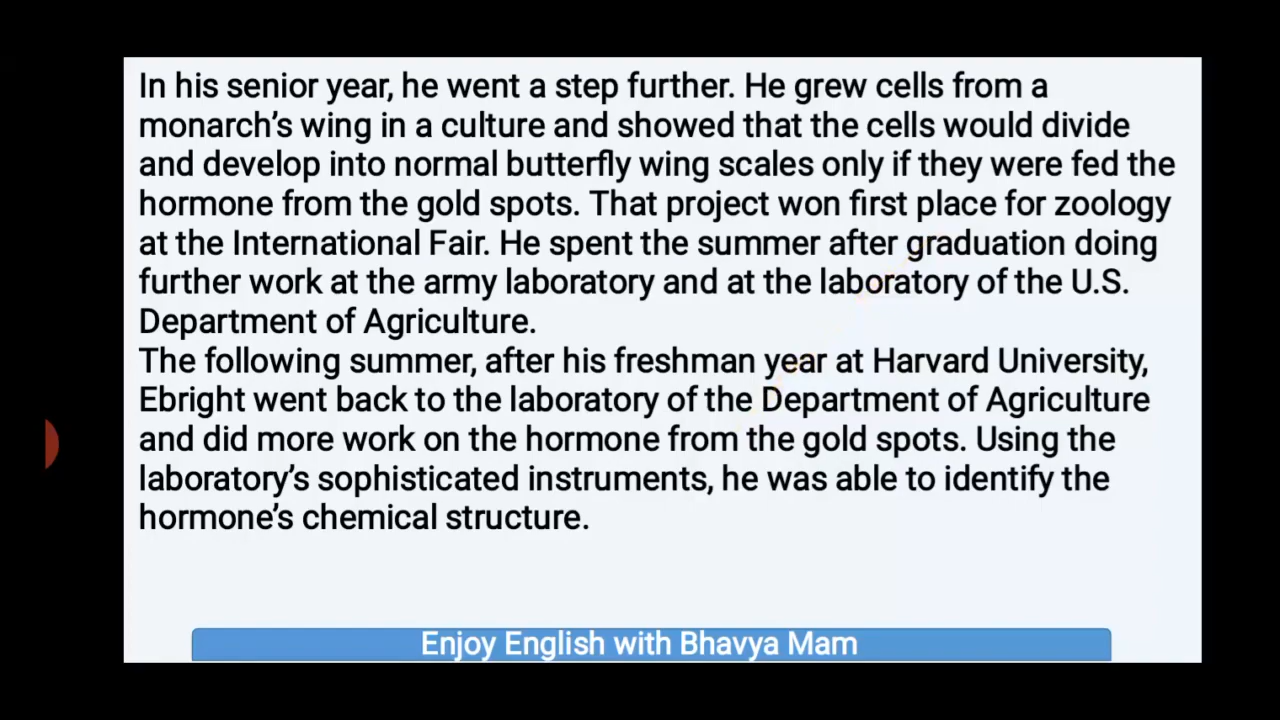 In his senior year, he went a step further. He grew cells from a
monarch's wing in a culture and showed that the cells would divide
and develop into normal butterfly wing scales only if they were fed the
hormone from the gold spots. That project won first place for zoology
at the International Fair. He spent the summer after graduation doing
further work at the army laboratory and at the laboratory of the U.S.
Department of Agriculture.
The following summer, after his freshman year at Harvard University,
Ebright went back to the laboratory of the Department of Agriculture
and did more work on the hormone from the gold spots. Using the
laboratory's sophisticated instruments, he was able to identify the
hormone's chemical structure.
Enjoy English with Bhavya Mam